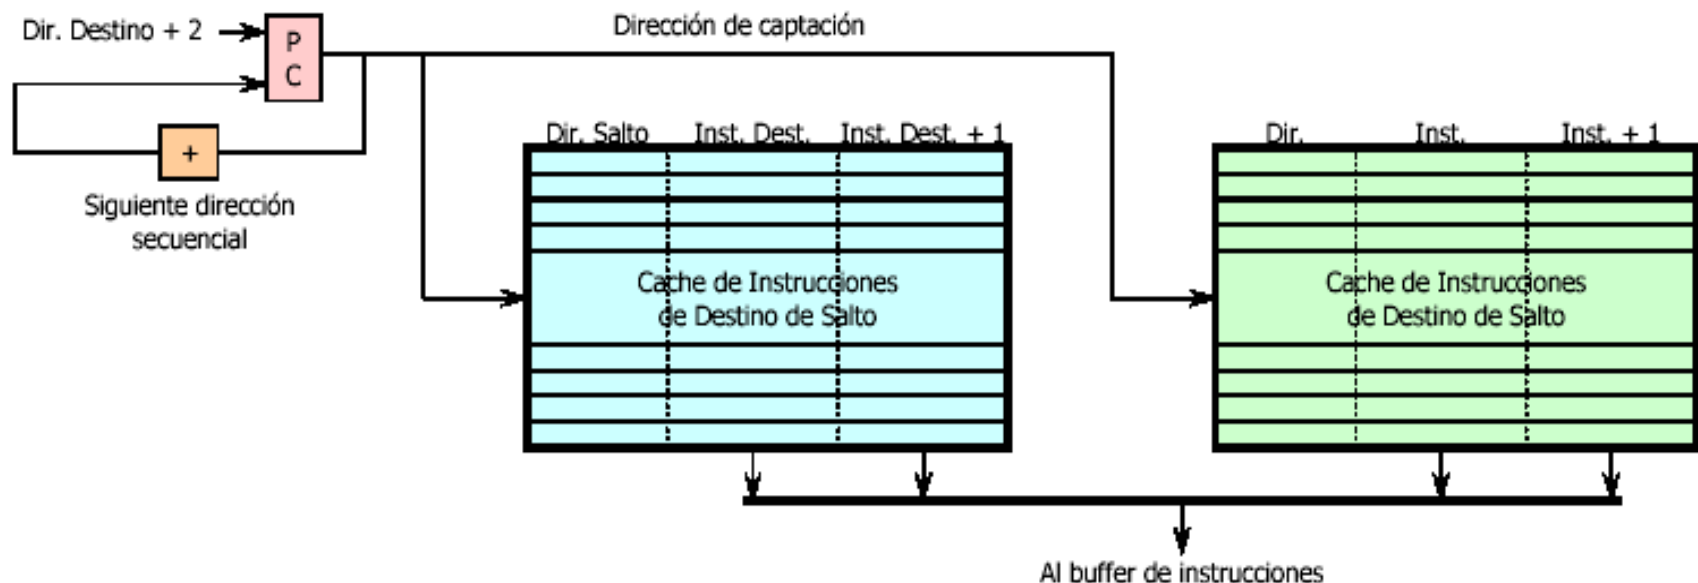 Dir. Destino + 2
P
C
Dirección de captación
+
Siguiente dirección
secuencial
Dir. Salto Inst. Dest. Inst. Dest. + 1
Cache de Instrucciones
de Destino de Salto
Dir. Inst. Inst. + 1
Cache de Instrucciones
de Destino de Salto
Al buffer de instrucciones